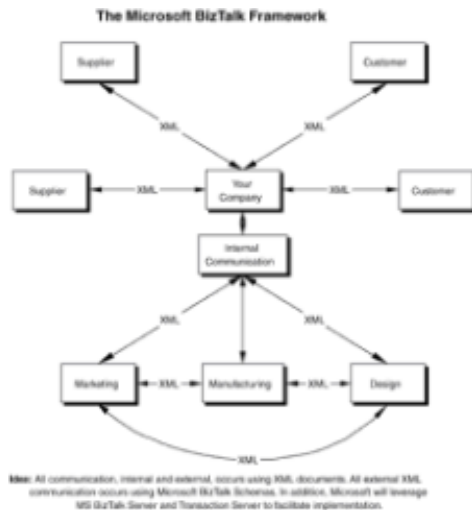 The Microsoft BizTalk Framework
Supplier
Customer
XML
XML
Supplier
XML
Your
Company
XML
Customer
Internal
Communication
XML
XML
Marketing
XML
Manufacturing
XML
Design
XML
Idea: All communication, internal and external, occurs using XML documents. All external XML
communication occurs using Microsoft BizTalk Schemas. In addition, Microsoft will leverage
MS BizTalk Server and Transaction Server to facilitate implementation.